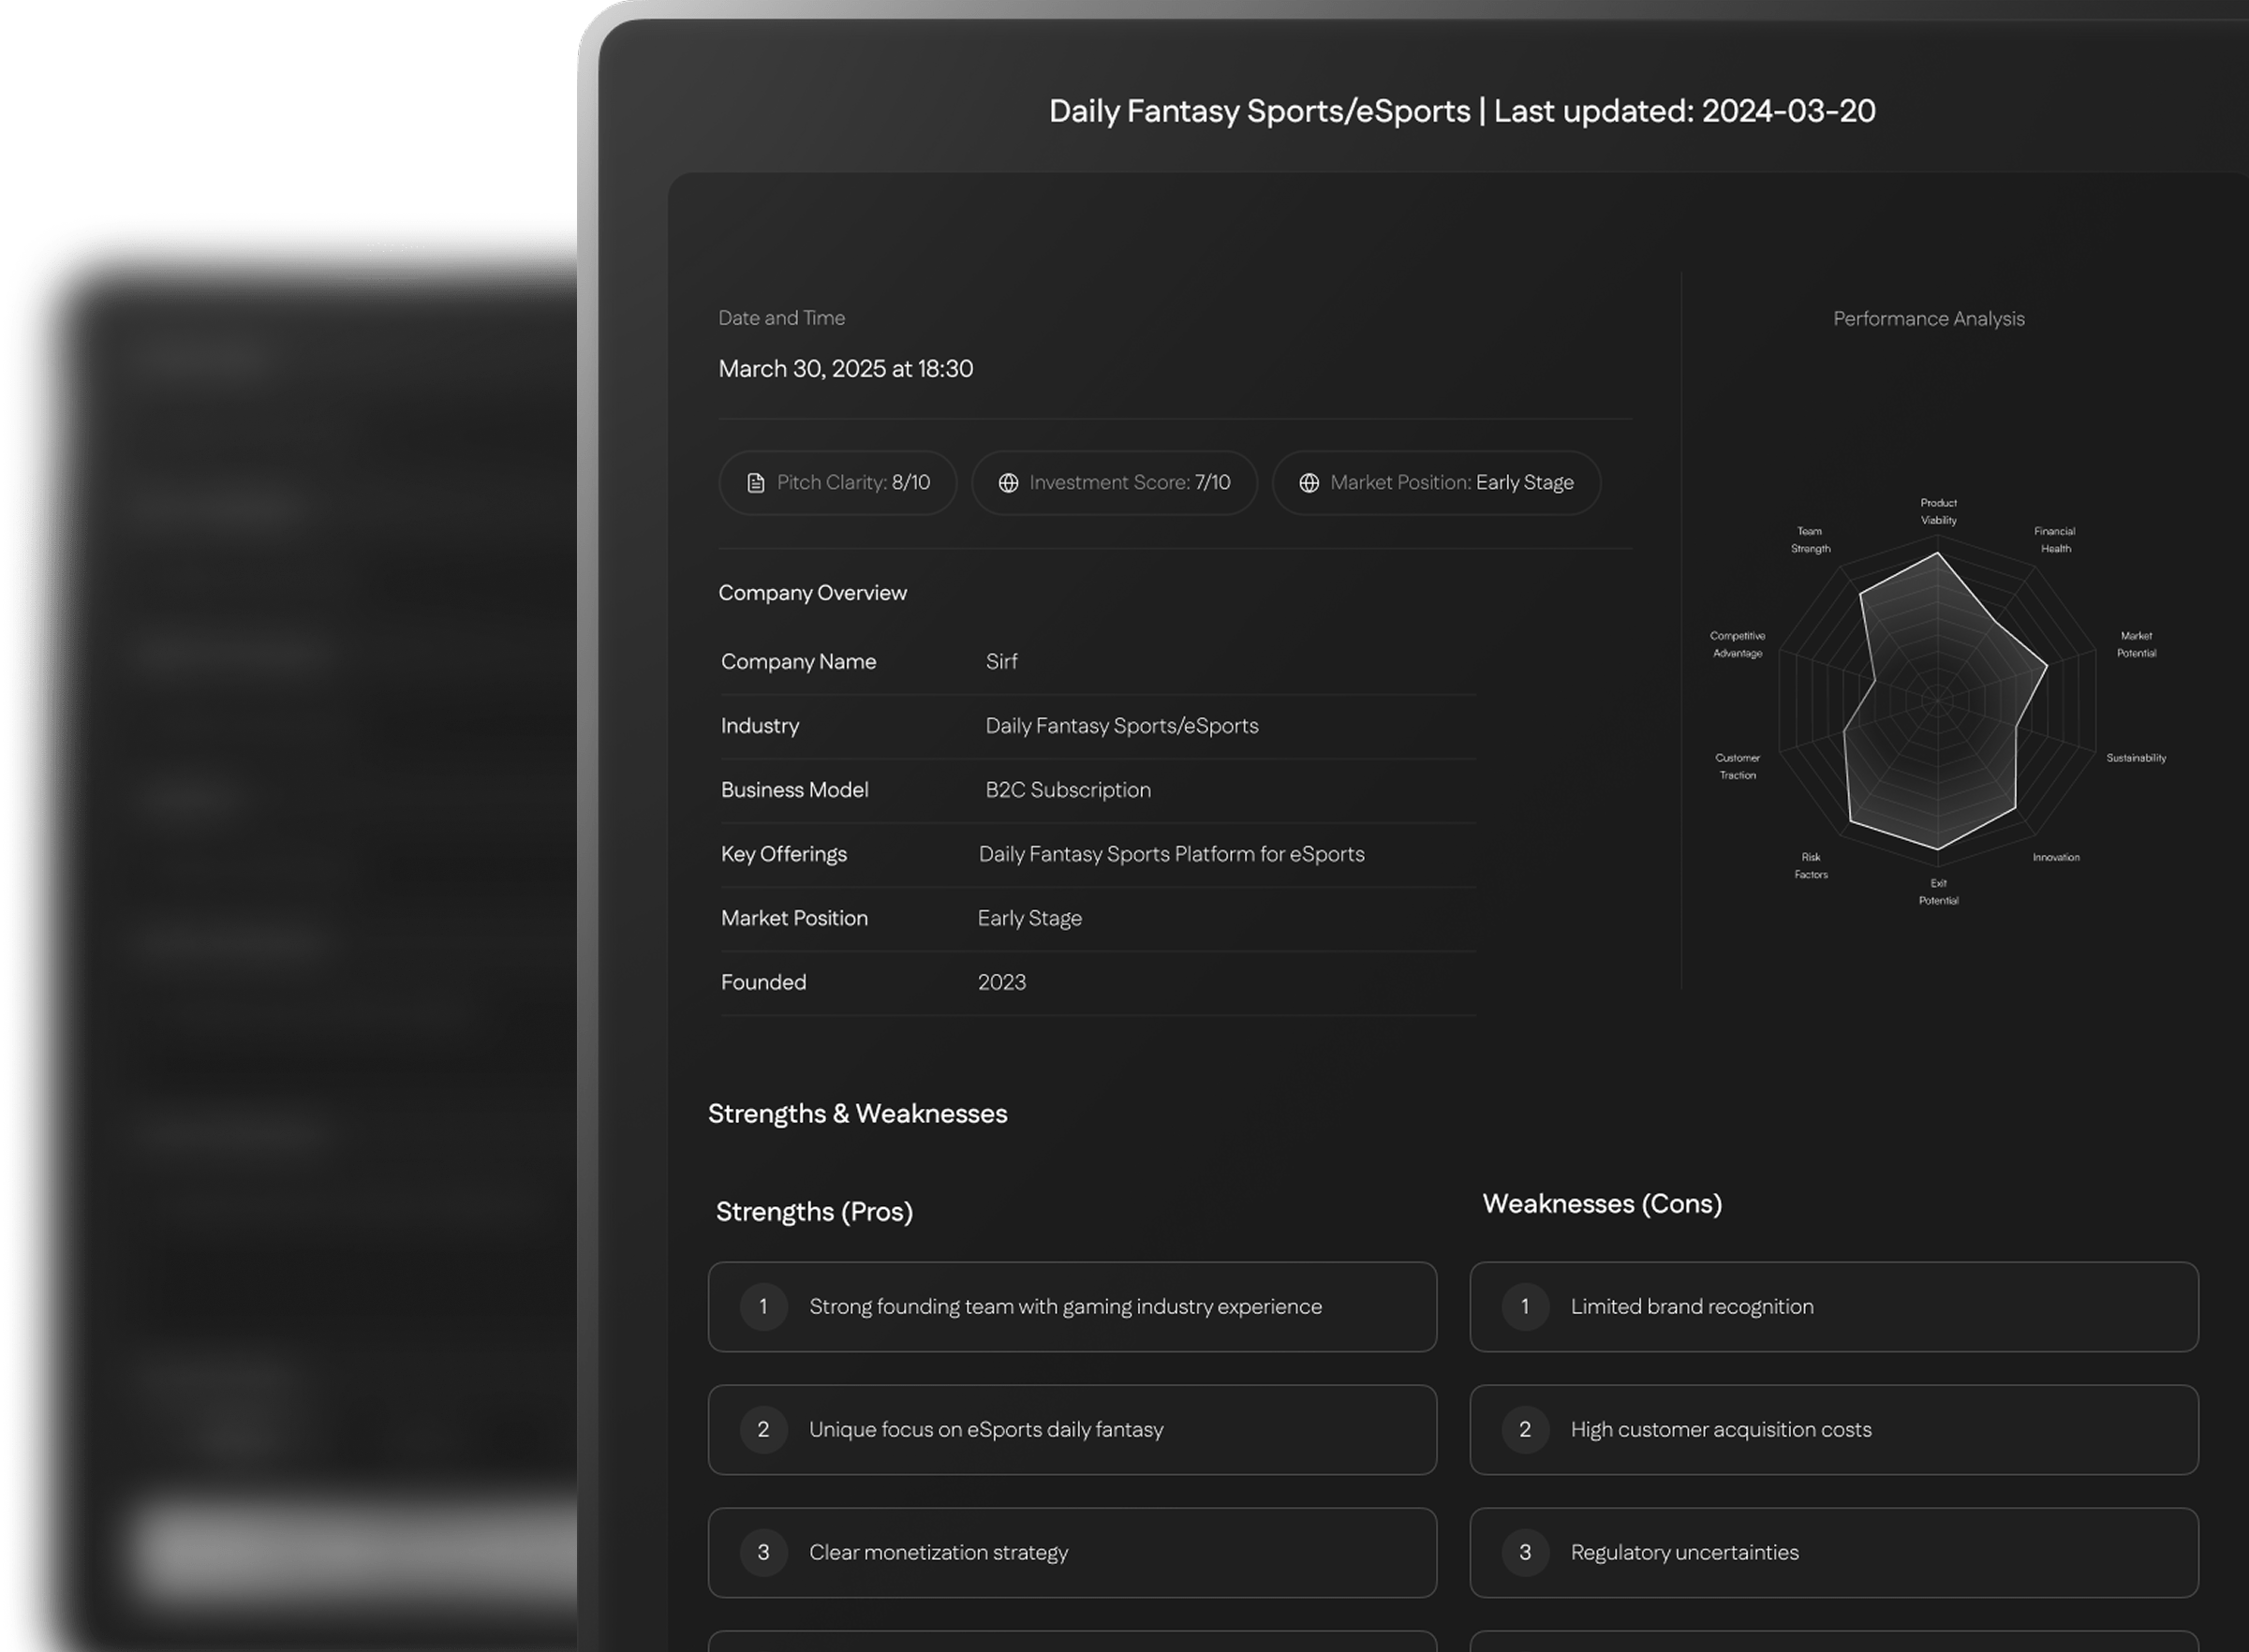 Daily Fantasy Sports/eSports | Last updated: 2024-03-20
Date and Time
March 30, 2025 at 18:30
Pitch Clarity: 8/10
Investment Score: 7/10
Market Position: Early Stage
Company Overview
Company Name Sirf
Industry Daily Fantasy Sports/eSports
Business Model B2C Subscription
Key Offerings Daily Fantasy Sports Platform for eSports
Market Position Early Stage
Founded 2023
Performance Analysis
Product
Viability
Financial
Health
Market
Potential
Sustainability
Innovation
Exit
Potential
Risk
Factors
Customer
Traction
Competitive
Advantage
Team
Strength
Strengths & Weaknesses
Strengths (Pros)
1 Strong founding team with gaming industry experience
2 Unique focus on eSports daily fantasy
3 Clear monetization strategy
Weaknesses (Cons)
1 Limited brand recognition
2 High customer acquisition costs
3 Regulatory uncertainties